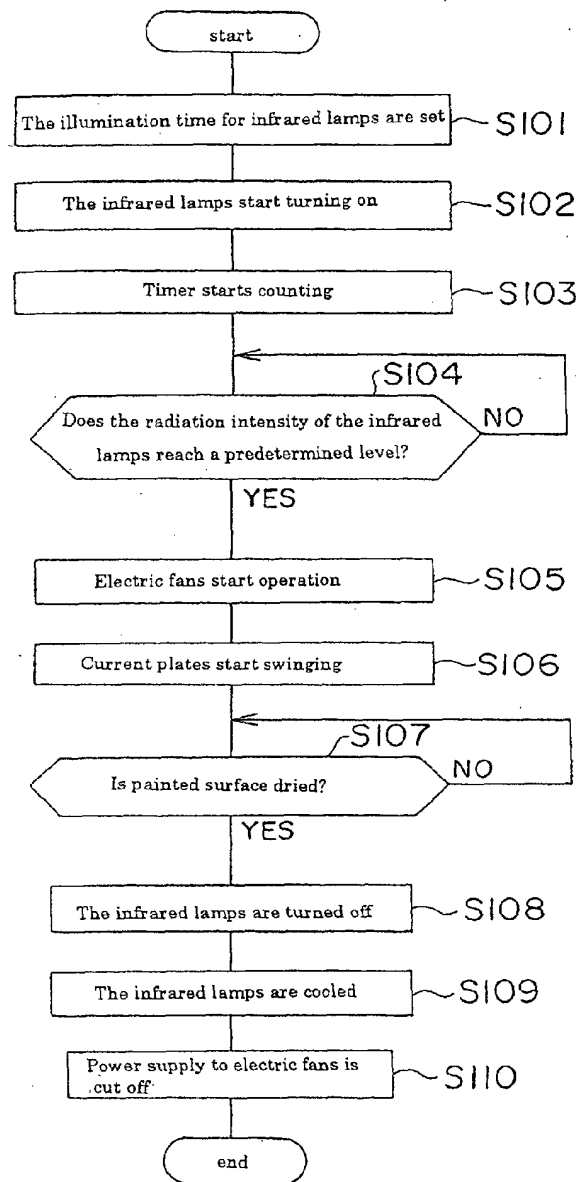 start
The illumination time for infrared lamps are set
S101
The infrared lamps start turning on
S102
Timer starts counting
S103
S104
Does the radiation intensity of the infrared
lamps reach a predetermined level?
NO
YES
Electric fans start operation
S105
Current plates start swinging
S106
S107
Is painted surface dried?
NO
YES
The infrared lamps are turned off
S108
The infrared lamps are cooled
S109
Power supply to electric fans is
cut off
S110
end